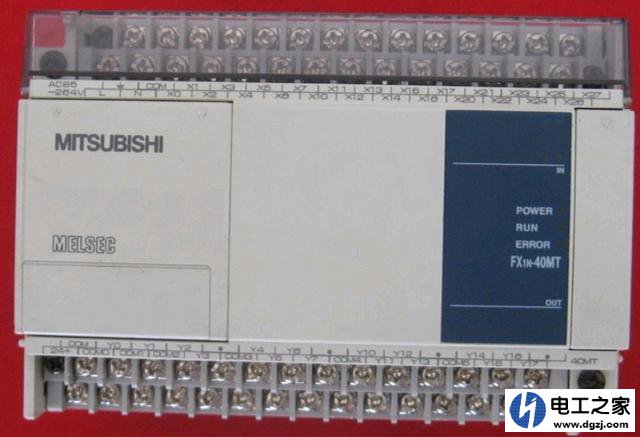 AC85 ⏚ COM X1 X3 X5 X7 X11 X13 X15 X17 X21 X23 X25 X27
~264V L N X0 X2 X4 X6 X10 X12 X14 X16 X20 X22 X24 X26
MITSUBISHI
MELSEC
IN
POWER
RUN
ERROR
FX1N-40MT
OUT
COM Y0 Y1 Y2 • Y4 Y6 • Y10 Y12 • Y14 Y16 •
24+ COM0 COM1 COM2 Y3 COM3 Y5 Y7 COM4 Y11 Y13 COM5 Y15 Y17 40MT
电工之家
www.dgzj.com